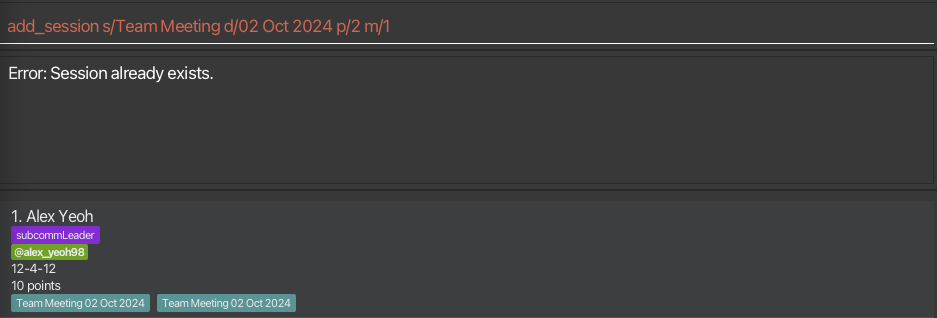 add_session s/Team Meeting d/02 Oct 2024 p/2 m/1
Error: Session already exists.
1. Alex Yeoh
subcommLeader
@alex_yeoh98
12-4-12
10 points
Team Meeting 02 Oct 2024 Team Meeting 02 Oct 2024